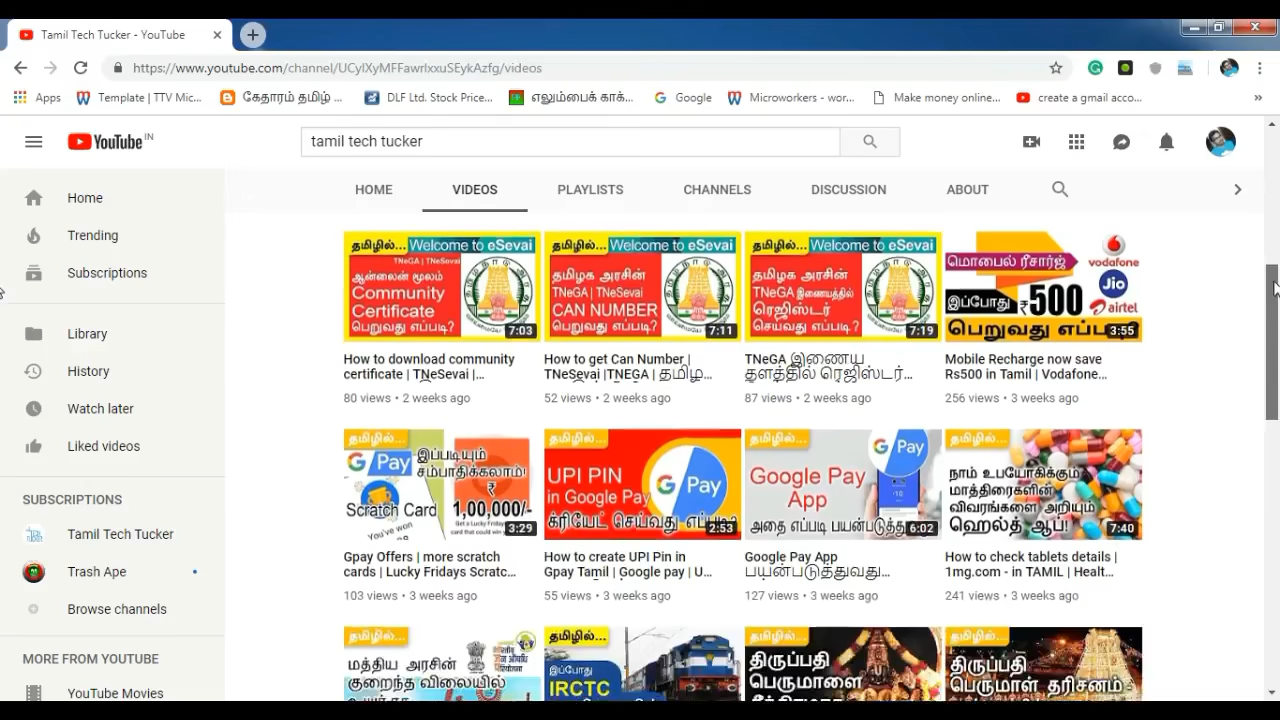 Tamil Tech Tucker - YouTube
https://www.youtube.com/channel/UCylXyMFFawrlxxuSEykAzfg/videos
Apps
Template | TTV Mic...
கேதாரம் தமிழ் ...
DLF Ltd. Stock Price...
எலும்பைக் காக்...
Google
Microworkers - wor...
Make money online...
create a gmail acco...
YouTube IN
tamil tech tucker
HOME
VIDEOS
PLAYLISTS
CHANNELS
DISCUSSION
ABOUT
Home
Trending
Subscriptions
Library
History
Watch later
Liked videos
SUBSCRIPTIONS
Tamil Tech Tucker
Trash Ape
Browse channels
MORE FROM YOUTUBE
YouTube Movies
தமிழில்... Welcome to eSevai
TNeGA | TNeSevai
ஆன்லைன் மூலம்
Community
Certificate
பெறுவது எப்படி?
7:03
How to download community
certificate | TNeSevai |...
80 views • 2 weeks ago
தமிழில்... Welcome to eSevai
தமிழக அரசின்
TNeGA | TNeSevai
CAN NUMBER
பெறுவது எப்படி?
7:11
How to get Can Number |
TNeSevai |TNEGA | தமிழ...
52 views • 2 weeks ago
தமிழில்... Welcome to eSevai
தமிழக அரசின்
TNeGA இணையத்தில்
ரெஜிஸ்டர்
செய்வது எப்படி?
7:19
TNeGA இணைய
தளத்தில் ரெஜிஸ்டர்...
87 views • 2 weeks ago
மொபைல் ரீசார்ஜ்
vodafone
Jio
airtel
இப்போது ₹500
பெறுவது எப்ப
3:55
Mobile Recharge now save
Rs500 in Tamil | Vodafone...
256 views • 3 weeks ago
தமிழில்...
G Pay
இப்படியும்
சம்பாதிக்கலாம்!
₹
Scratch Card
1,00,000/-
You've won
3:29
Gpay Offers | more scratch
cards | Lucky Fridays Scratc...
103 views • 3 weeks ago
தமிழில்...
UPI PIN
in Google Pay
G Pay
க்ரியேட் செய்வது எப்படி?
2:53
How to create UPI Pin in
Gpay Tamil | Google pay | U...
55 views • 3 weeks ago
தமிழில்...
G Pay
Google Pay
App
அதை எப்படி பயன்படுத்து
6:02
Google Pay App
பயன்படுத்துவது...
127 views • 3 weeks ago
தமிழில்...
நாம் உபயோகிக்கும்
மாத்திரைகளின்
விவரங்களை அறியும்
ஹெல்த் ஆப்!
7:40
How to check tablets details |
1mg.com - in TAMIL | Healt...
241 views • 3 weeks ago
தமிழில்...
மத்திய அரசின்
குறைந்த விலையில்
தமிழில்...
இப்போது
IRCTC
தமிழில்...
திருப்பதி
பெருமாளை
தமிழில்...
திருப்பதி
பெருமாள் தரிசனம்